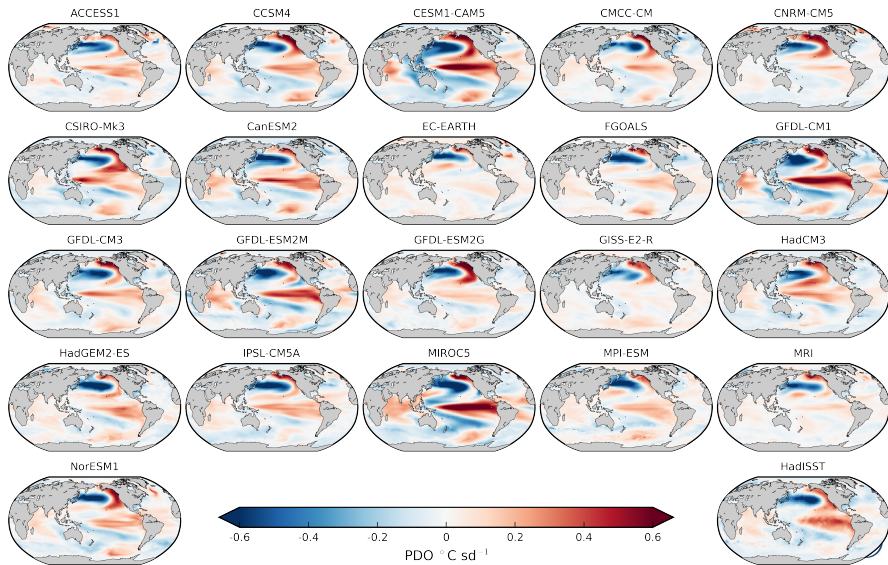 ACCESS1 CCSM4 CESM1-CAM5 CMCC-CM CNRM-CM5
CSIRO-Mk3 CanESM2 EC-EARTH FGOALS GFDL-CM1
GFDL-CM3 GFDL-ESM2M GFDL-ESM2G GISS-E2-R HadCM3
HadGEM2-ES IPSL-CM5A MIROC5 MPI-ESM MRI
NorESM1 HadISST
-0.6 -0.4 -0.2 0 0.2 0.4 0.6
PDO °C sd⁻¹